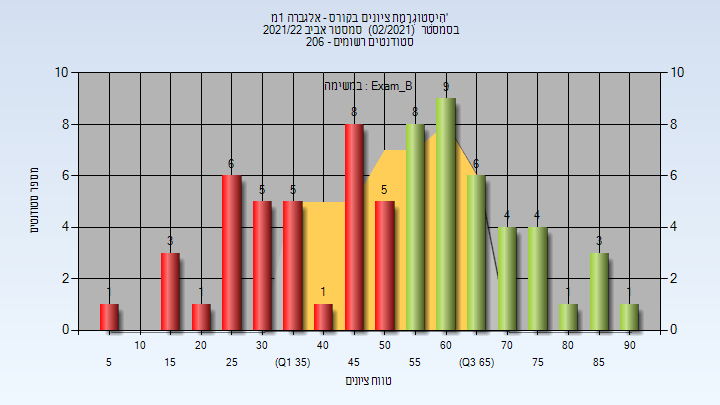 היסטוגרמת ציונים בקורס - אלגברה 1מ'
בסמסטר (02/2021) סמסטר אביב 2021/22
סטודנטים רשומים - 206
במשימה : Exam_B
מספר סטודנטים
10 10
8 8
6 6
4 4
2 2
0 0
1 3 1 6 5 5 1 8 5 8 9 6 4 4 1 3 1
10 20 30 40 50 60 70 80 90
5 15 25 (Q1 35) 45 55 (Q3 65) 75 85
טווח ציונים